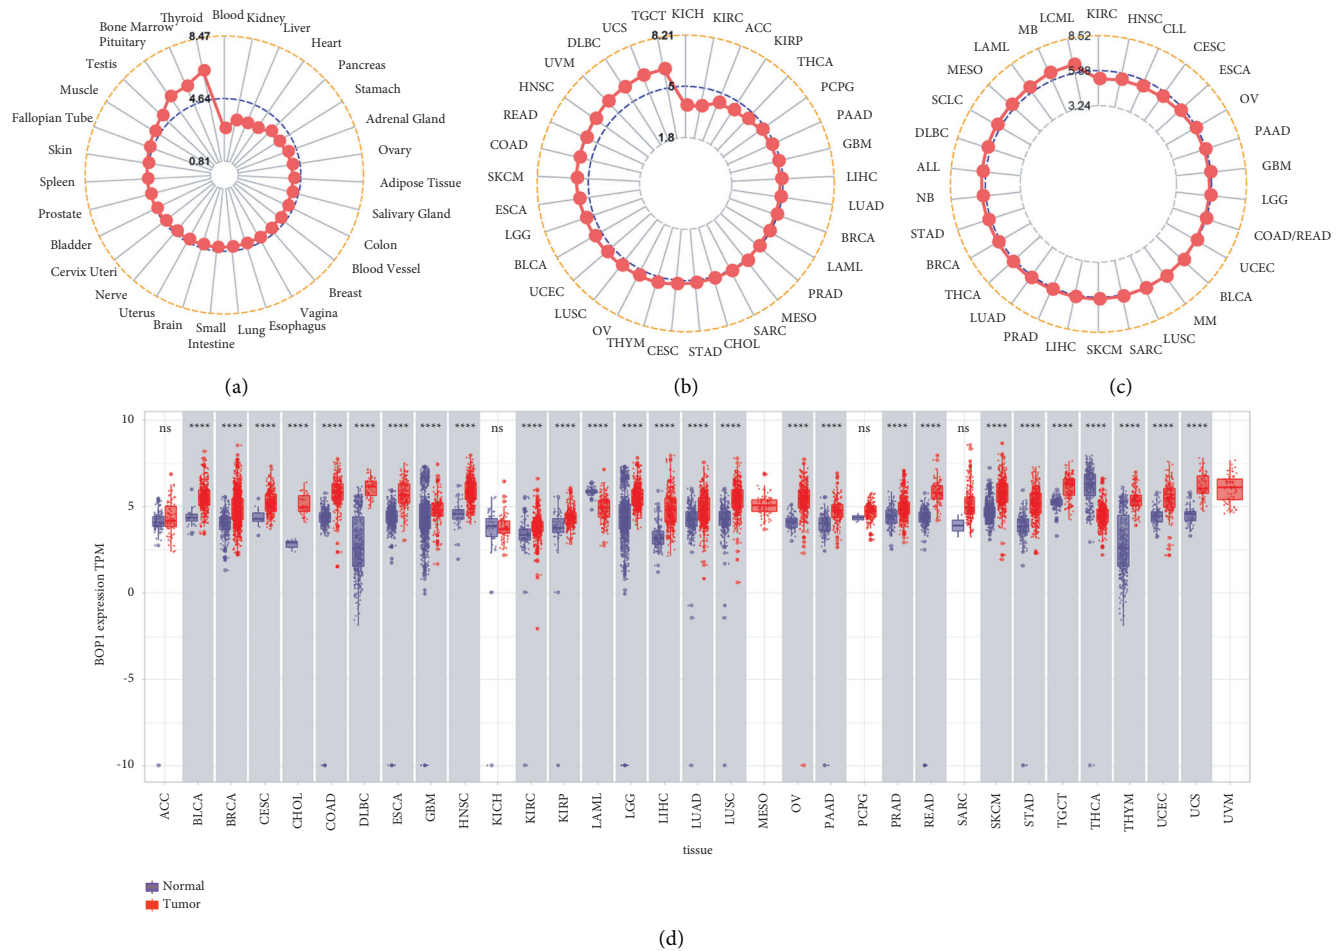 Blood
Kidney
Liver
Heart
Pancreas
Stamach
Adrenal Gland
Ovary
Adipose Tissue
Salivary Gland
Colon
Blood Vessel
Breast
Vagina
Esophagus
Lung
Small
Intestine
Brain
Uterus
Nerve
Cervix Uteri
Bladder
Prostate
Spleen
Skin
Fallopian Tube
Muscle
Testis
Pituitary
Bone Marrow
Thyroid
8.47
4.64
0.81
(a)
KICH
KIRC
ACC
KIRP
THCA
PCPG
PAAD
GBM
LIHC
LUAD
BRCA
LAML
PRAD
MESO
SARC
CHOL
STAD
CESC
THYM
OV
LUSC
UCEC
BLCA
LGG
ESCA
SKCM
COAD
READ
HNSC
UVM
DLBC
UCS
TGCT
8.21
5
1.8
(b)
KIRC
HNSC
CLL
CESC
ESCA
OV
PAAD
GBM
LGG
COAD/READ
UCEC
BLCA
MM
LUSC
SARC
SKCM
LIHC
PRAD
LUAD
THCA
BRCA
STAD
NB
ALL
DLBC
SCLC
MESO
LAML
MB
LCML
8.52
5.88
3.24
(c)
BOP1 expression TPM
10
5
0
-5
-10
ns **** **** **** **** **** **** **** **** **** ns **** **** **** **** **** **** **** **** **** ns **** **** ns **** **** **** **** **** **** ****
ACC BLCA BRCA CESC CHOL COAD DLBC ESCA GBM HNSC KICH KIRC KIRP LAML LGG LIHC LUAD LUSC MESO OV PAAD PCPG PRAD READ SARC SKCM STAD TGCT THCA THYM UCEC UCS UVM
tissue
Normal
Tumor
(d)